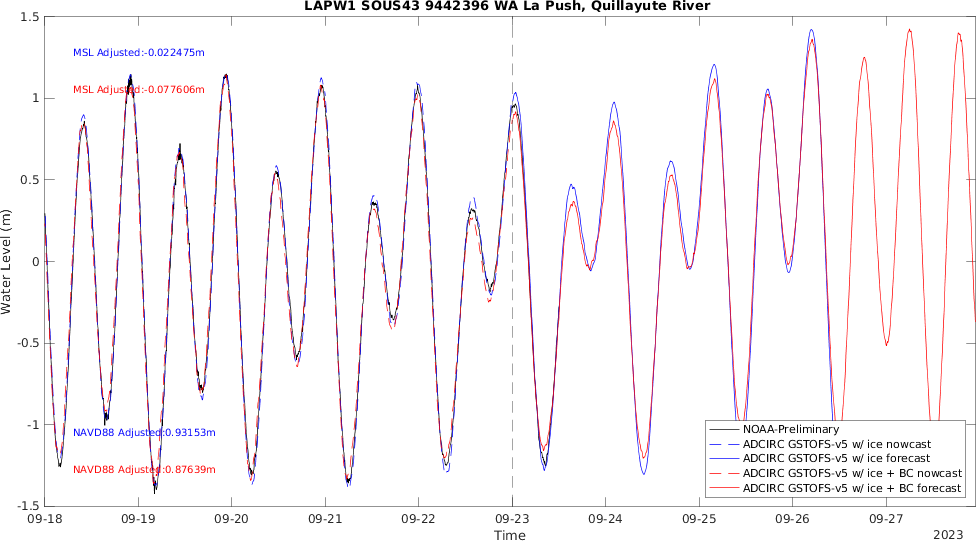 LAPW1 SOUS43 9442396 WA La Push, Quillayute River
1.5
1
0.5
0
-0.5
-1
-1.5
Water Level (m)
MSL Adjusted:-0.022475m
MSL Adjusted:-0.077606m
NAVD88 Adjusted:0.93153m
NAVD88 Adjusted:0.87639m
NOAA-Preliminary
ADCIRC GSTOFS-v5 w/ ice nowcast
ADCIRC GSTOFS-v5 w/ ice forecast
ADCIRC GSTOFS-v5 w/ ice + BC nowcast
ADCIRC GSTOFS-v5 w/ ice + BC forecast
09-18 09-19 09-20 09-21 09-22 09-23 09-24 09-25 09-26 09-27
Time
2023